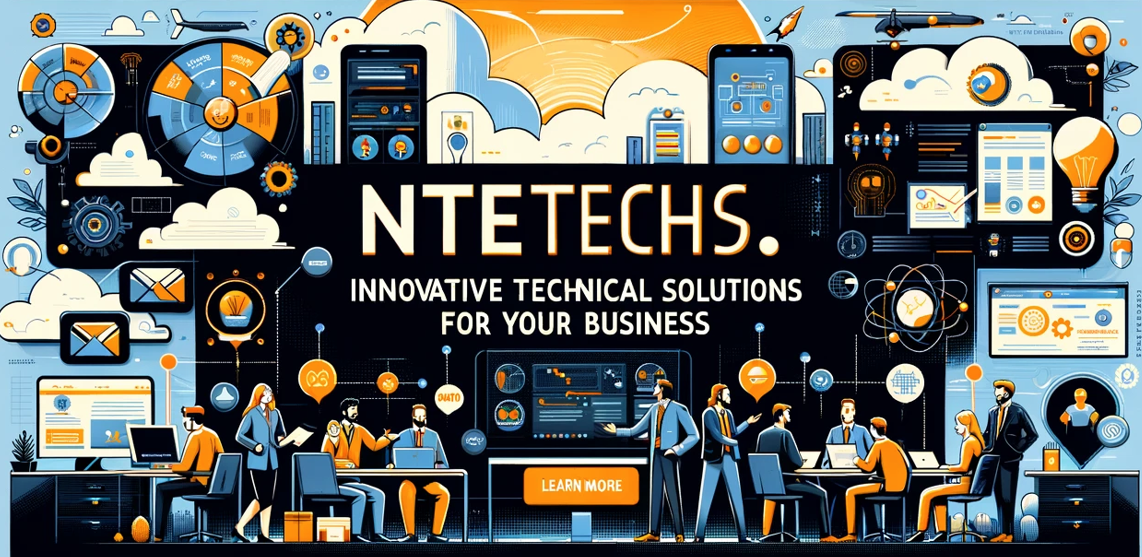 NTETECHS.
INNOVATIVE TECHNICAL SOLUTIONS
FOR YOUR BUSINESS
LEARN MORE